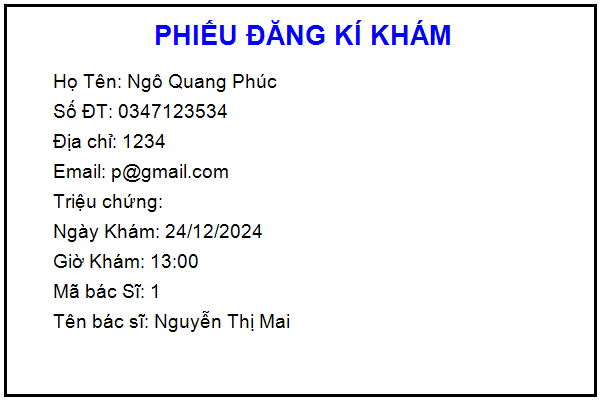 PHIẾU ĐĂNG KÍ KHÁM
Họ Tên: Ngô Quang Phúc
Số ĐT: 0347123534
Địa chỉ: 1234
Email: p@gmail.com
Triệu chứng:
Ngày Khám: 24/12/2024
Giờ Khám: 13:00
Mã bác Sĩ: 1
Tên bác sĩ: Nguyễn Thị Mai